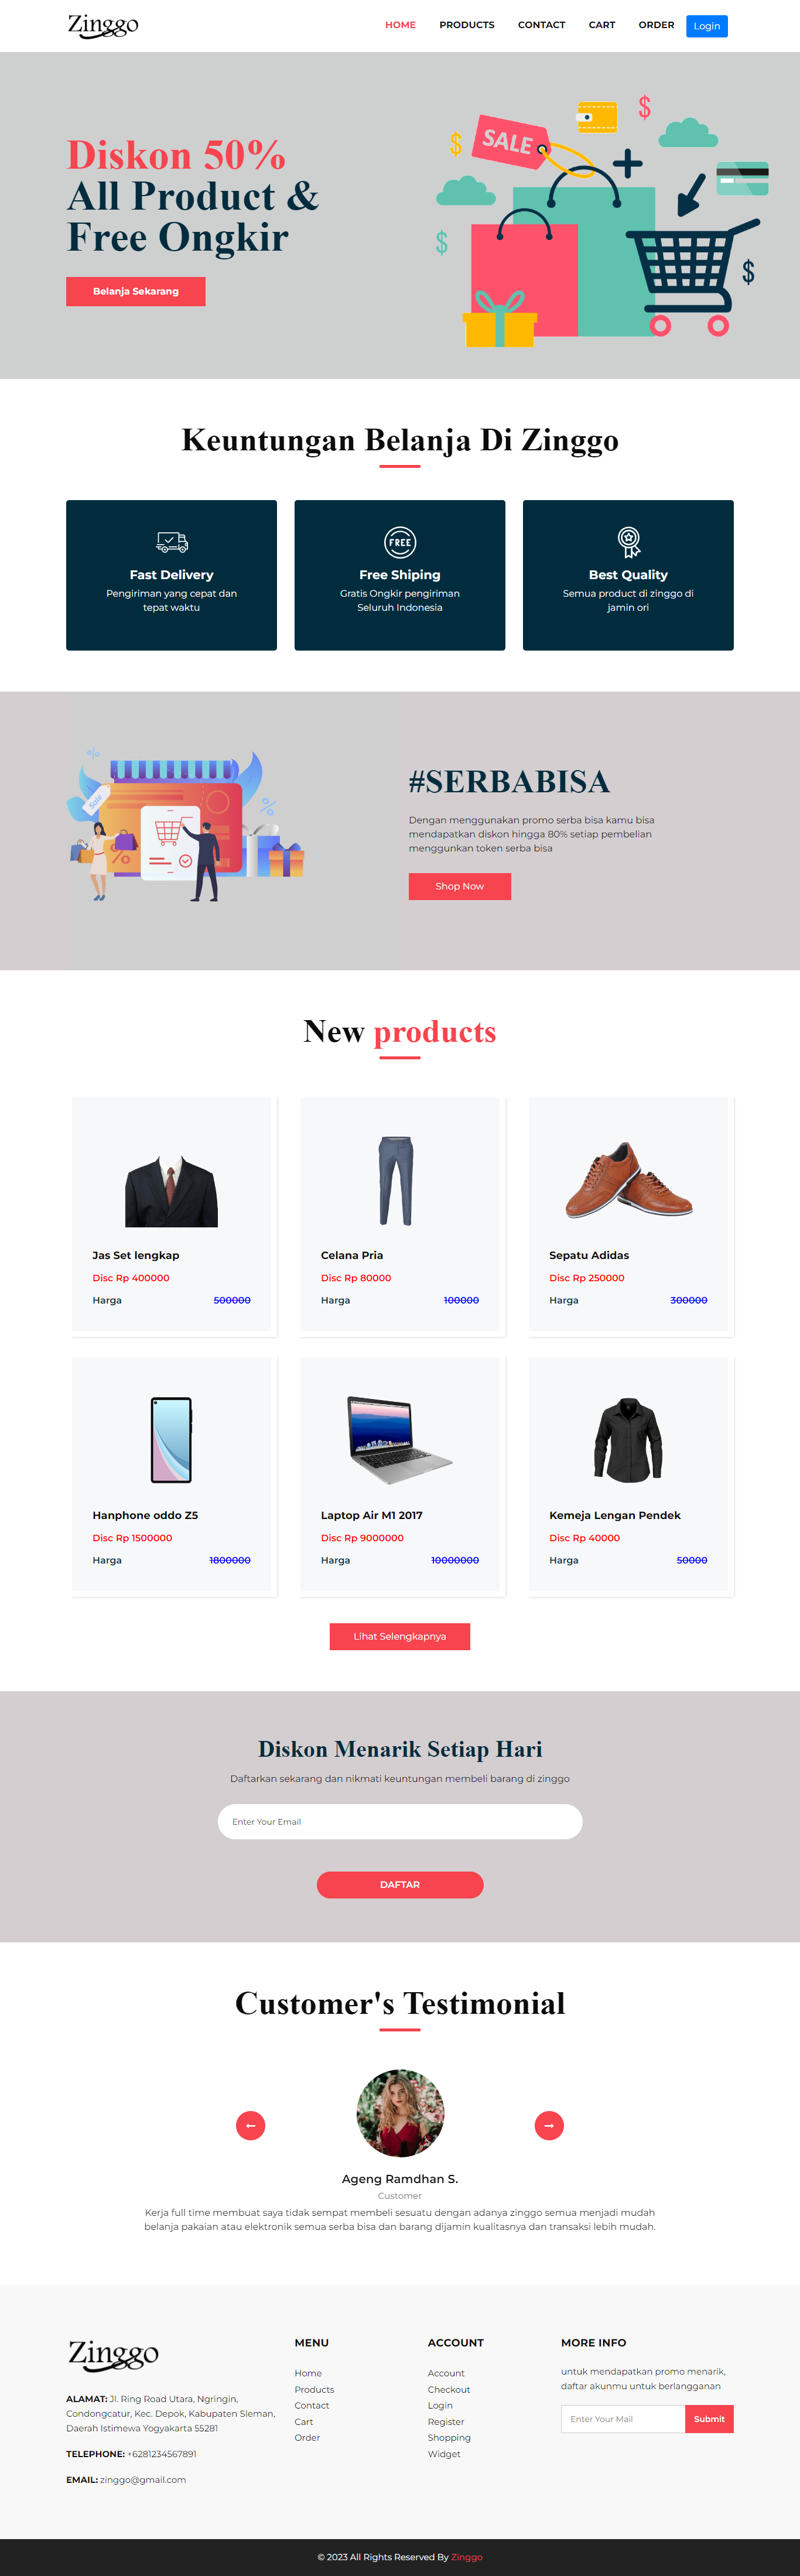 Zinggo
HOME PRODUCTS CONTACT CART ORDER Login
Diskon 50%
All Product &
Free Ongkir
Belanja Sekarang
SALE
$
$
$
$
Keuntungan Belanja Di Zinggo
FREE
Fast Delivery
Pengiriman yang cepat dan
tepat waktu
Free Shiping
Gratis Ongkir pengiriman
Seluruh Indonesia
Best Quality
Semua product di zinggo di
jamin ori
Sale
%
%
%
#SERBABISA
Dengan menggunakan promo serba bisa kamu bisa
mendapatkan diskon hingga 80% setiap pembelian
menggunkan token serba bisa
Shop Now
New products
Jas Set lengkap
Disc Rp 400000
Harga 500000
Celana Pria
Disc Rp 80000
Harga 100000
Sepatu Adidas
Disc Rp 250000
Harga 300000
Hanphone oddo Z5
Disc Rp 1500000
Harga 1800000
Laptop Air M1 2017
Disc Rp 9000000
Harga 10000000
Kemeja Lengan Pendek
Disc Rp 40000
Harga 50000
Lihat Selengkapnya
Diskon Menarik Setiap Hari
Daftarkan sekarang dan nikmati keuntungan membeli barang di zinggo
Enter Your Email
DAFTAR
Customer's Testimonial
Ageng Ramdhan S.
Customer
Kerja full time membuat saya tidak sempat membeli sesuatu dengan adanya zinggo semua menjadi mudah
belanja pakaian atau elektronik semua serba bisa dan barang dijamin kualitasnya dan transaksi lebih mudah.
Zinggo
ALAMAT: Jl. Ring Road Utara, Ngringin,
Condongcatur, Kec. Depok, Kabupaten Sleman,
Daerah Istimewa Yogyakarta 55281
TELEPHONE: +6281234567891
EMAIL: zinggo@gmail.com
MENU
Home
Products
Contact
Cart
Order
ACCOUNT
Account
Checkout
Login
Register
Shopping
Widget
MORE INFO
untuk mendapatkan promo menarik,
daftar akunmu untuk berlangganan
Enter Your Mail Submit
© 2023 All Rights Reserved By Zinggo